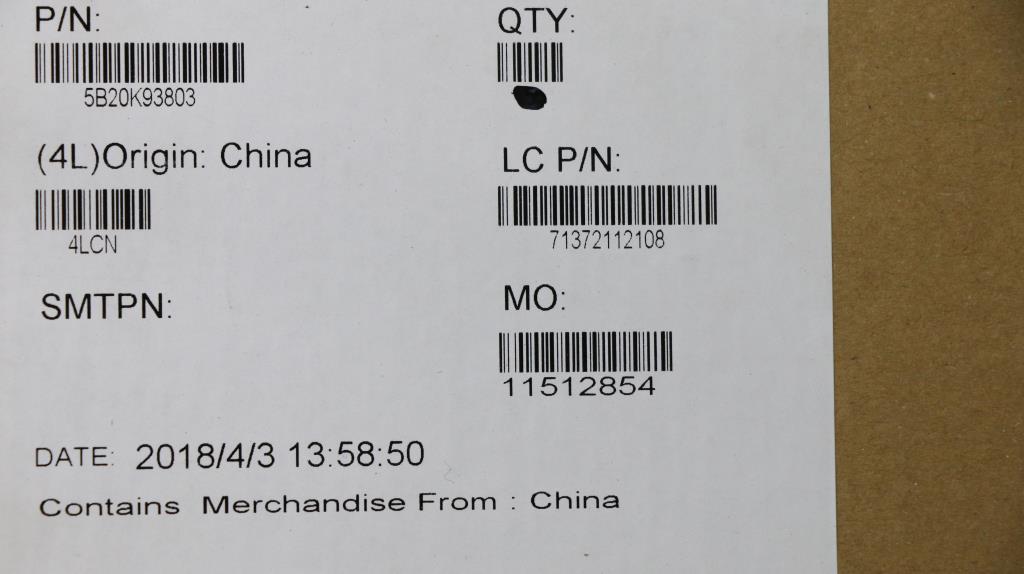 P/N:
5B20K93803
QTY:
(4L)Origin: China
4LCN
LC P/N:
71372112108
SMTPN:
MO:
11512854
DATE: 2018/4/3 13:58:50
Contains Merchandise From : China